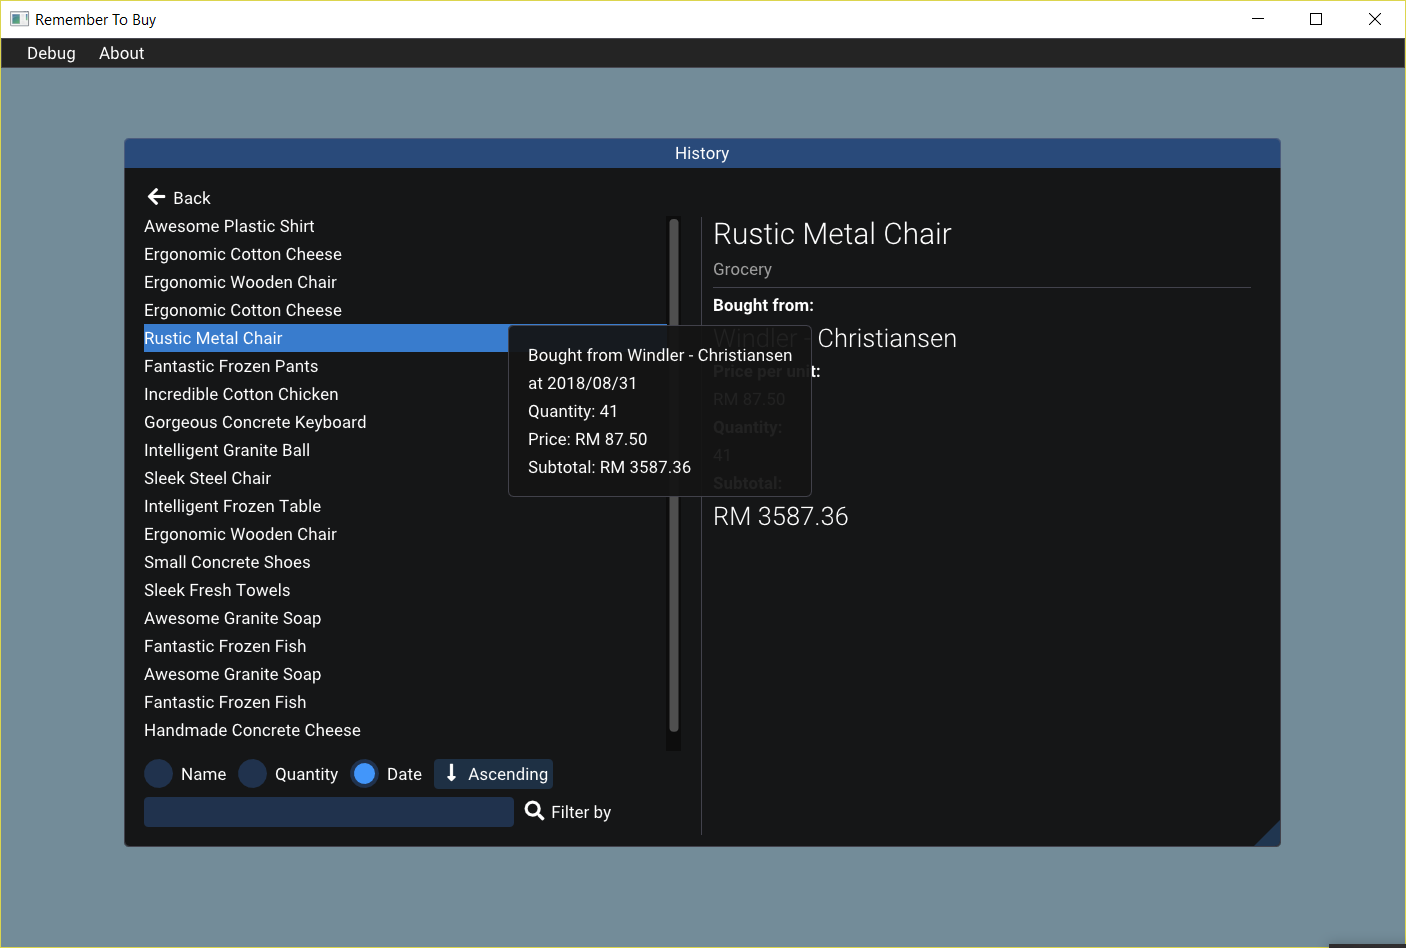 Remember To Buy
Debug About
History
Back
Awesome Plastic Shirt
Ergonomic Cotton Cheese
Ergonomic Wooden Chair
Ergonomic Cotton Cheese
Rustic Metal Chair
Fantastic Frozen Pants
Incredible Cotton Chicken
Gorgeous Concrete Keyboard
Intelligent Granite Ball
Sleek Steel Chair
Intelligent Frozen Table
Ergonomic Wooden Chair
Small Concrete Shoes
Sleek Fresh Towels
Awesome Granite Soap
Fantastic Frozen Fish
Awesome Granite Soap
Fantastic Frozen Fish
Handmade Concrete Cheese
Name Quantity Date Ascending
Filter by
Bought from Windler - Christiansen
at 2018/08/31
Quantity: 41
Price: RM 87.50
Subtotal: RM 3587.36
Rustic Metal Chair
Grocery
Bought from:
Windler - Christiansen
Price per unit:
RM 87.50
Quantity:
41
Subtotal:
RM 3587.36